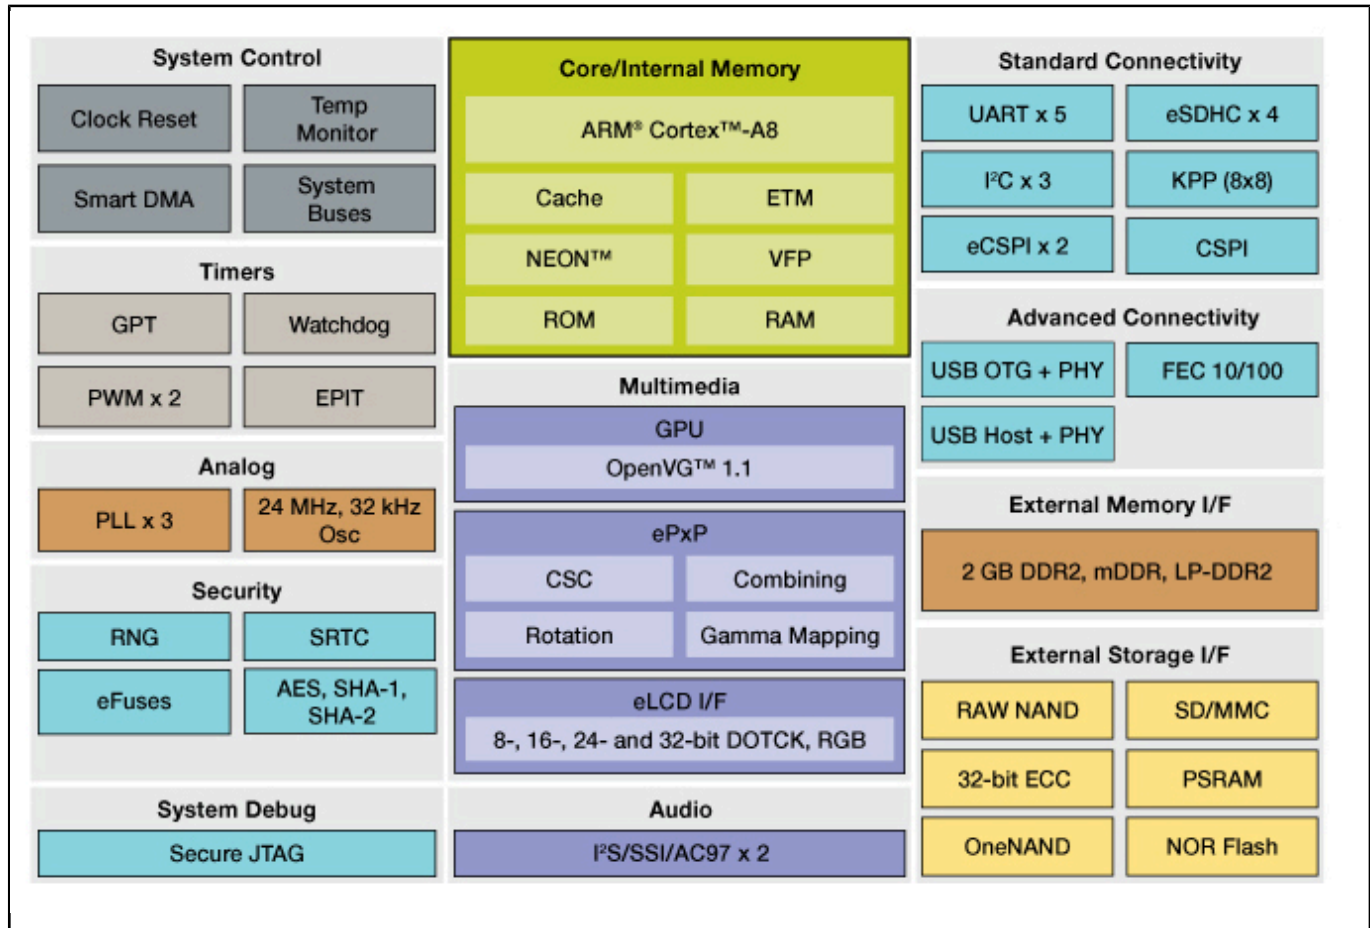 System Control
Clock Reset
Temp
Monitor
Smart DMA
System
Buses
Timers
GPT
Watchdog
PWM x 2
EPIT
Analog
PLL x 3
24 MHz, 32 kHz
Osc
Security
RNG
SRTC
eFuses
AES, SHA-1,
SHA-2
System Debug
Secure JTAG
Core/Internal Memory
ARM® Cortex™-A8
Cache
ETM
NEON™
VFP
ROM
RAM
Multimedia
GPU
OpenVG™ 1.1
ePxP
CSC
Combining
Rotation
Gamma Mapping
eLCD I/F
8-, 16-, 24- and 32-bit DOTCK, RGB
Audio
I²S/SSI/AC97 x 2
Standard Connectivity
UART x 5
eSDHC x 4
I²C x 3
KPP (8x8)
eCSPI x 2
CSPI
Advanced Connectivity
USB OTG + PHY
FEC 10/100
USB Host + PHY
External Memory I/F
2 GB DDR2, mDDR, LP-DDR2
External Storage I/F
RAW NAND
SD/MMC
32-bit ECC
PSRAM
OneNAND
NOR Flash